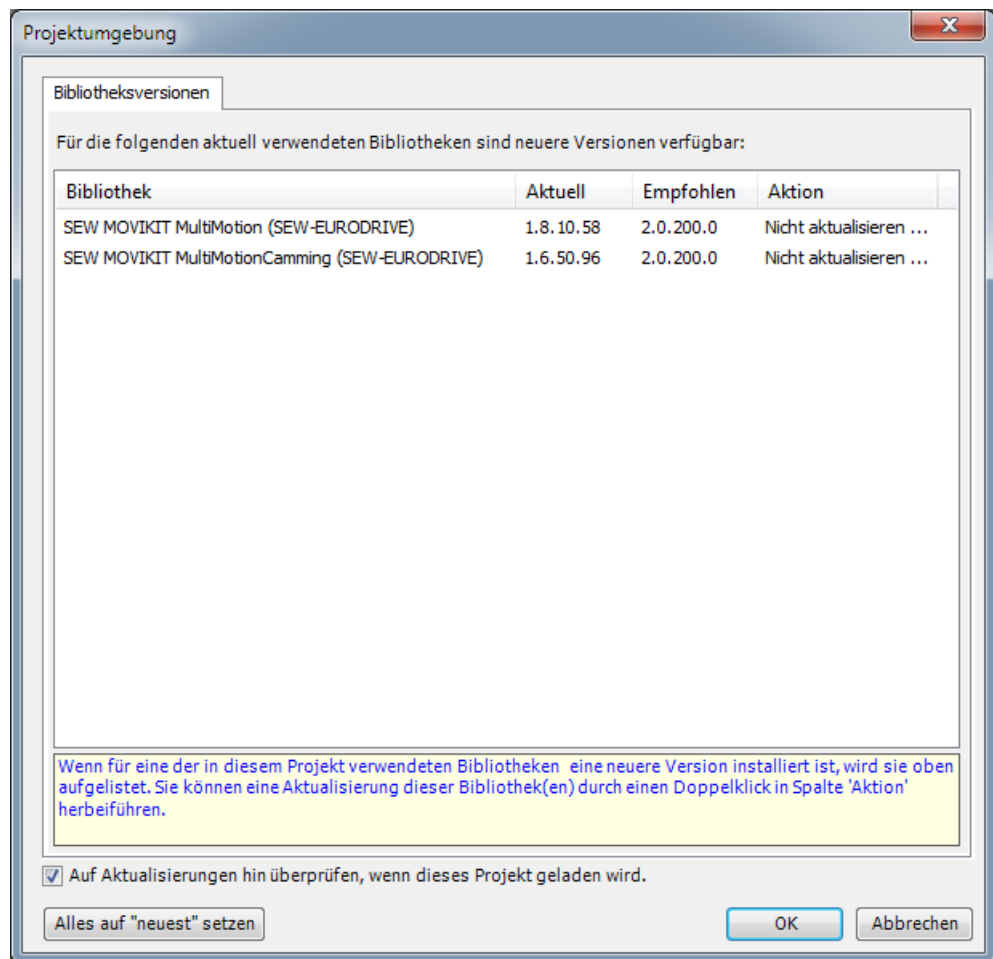 Projektumgebung
Bibliotheksversionen
Für die folgenden aktuell verwendeten Bibliotheken sind neuere Versionen verfügbar:
Bibliothek Aktuell Empfohlen Aktion
SEW MOVIKIT MultiMotion (SEW-EURODRIVE) 1.8.10.58 2.0.200.0 Nicht aktualisieren ...
SEW MOVIKIT MultiMotionCamming (SEW-EURODRIVE) 1.6.50.96 2.0.200.0 Nicht aktualisieren ...
Wenn für eine der in diesem Projekt verwendeten Bibliotheken eine neuere Version installiert ist, wird sie oben
aufgelistet. Sie können eine Aktualisierung dieser Bibliothek(en) durch einen Doppelklick in Spalte 'Aktion'
herbeiführen.
Auf Aktualisierungen hin überprüfen, wenn dieses Projekt geladen wird.
Alles auf "neuest" setzen OK Abbrechen